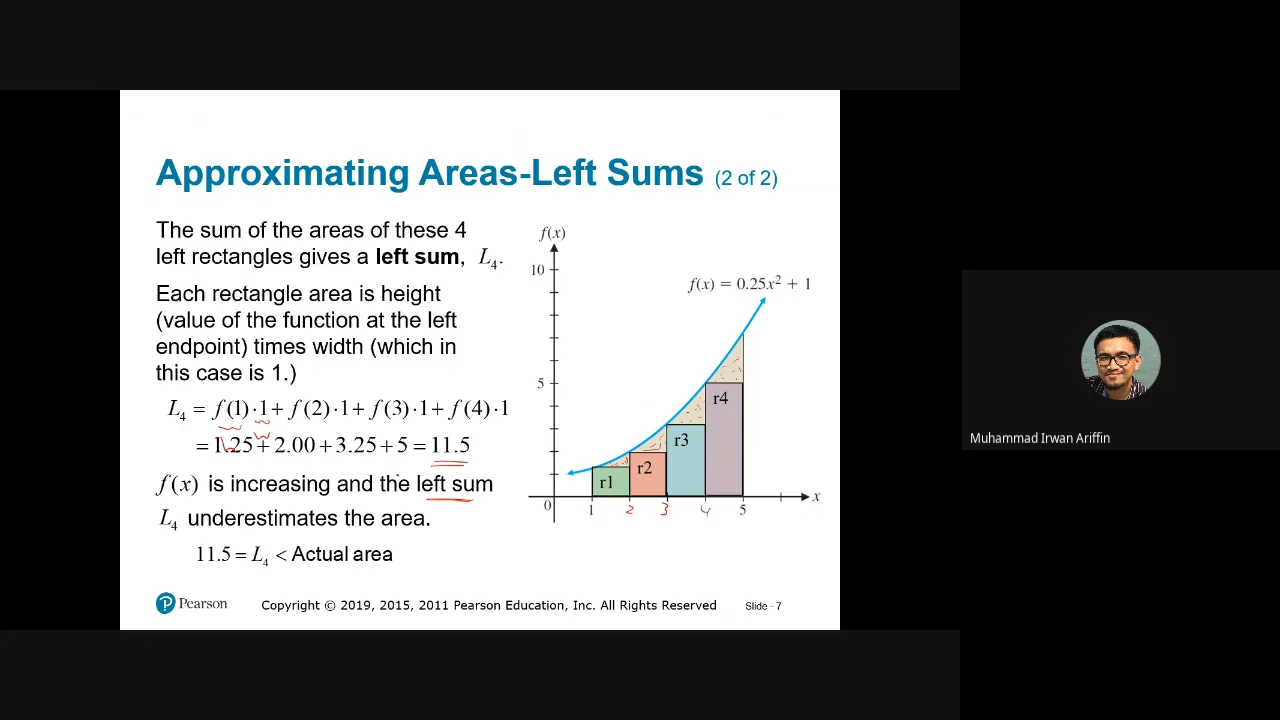 Approximating Areas-Left Sums (2 of 2)
The sum of the areas of these 4
left rectangles gives a left sum, L₄.
Each rectangle area is height
(value of the function at the left
endpoint) times width (which in
this case is 1.)
L₄ = f(1)·1 + f(2)·1 + f(3)·1 + f(4)·1
= 1.25 + 2.00 + 3.25 + 5 = 11.5
f(x) is increasing and the left sum
L₄ underestimates the area.
11.5 = L₄ < Actual area
f(x)
10
f(x) = 0.25x² + 1
5
r4
r3
r2
r1
0 1 2 3 4 5 x
Pearson
Copyright © 2019, 2015, 2011 Pearson Education, Inc. All Rights Reserved
Slide - 7
Muhammad Irwan Ariffin